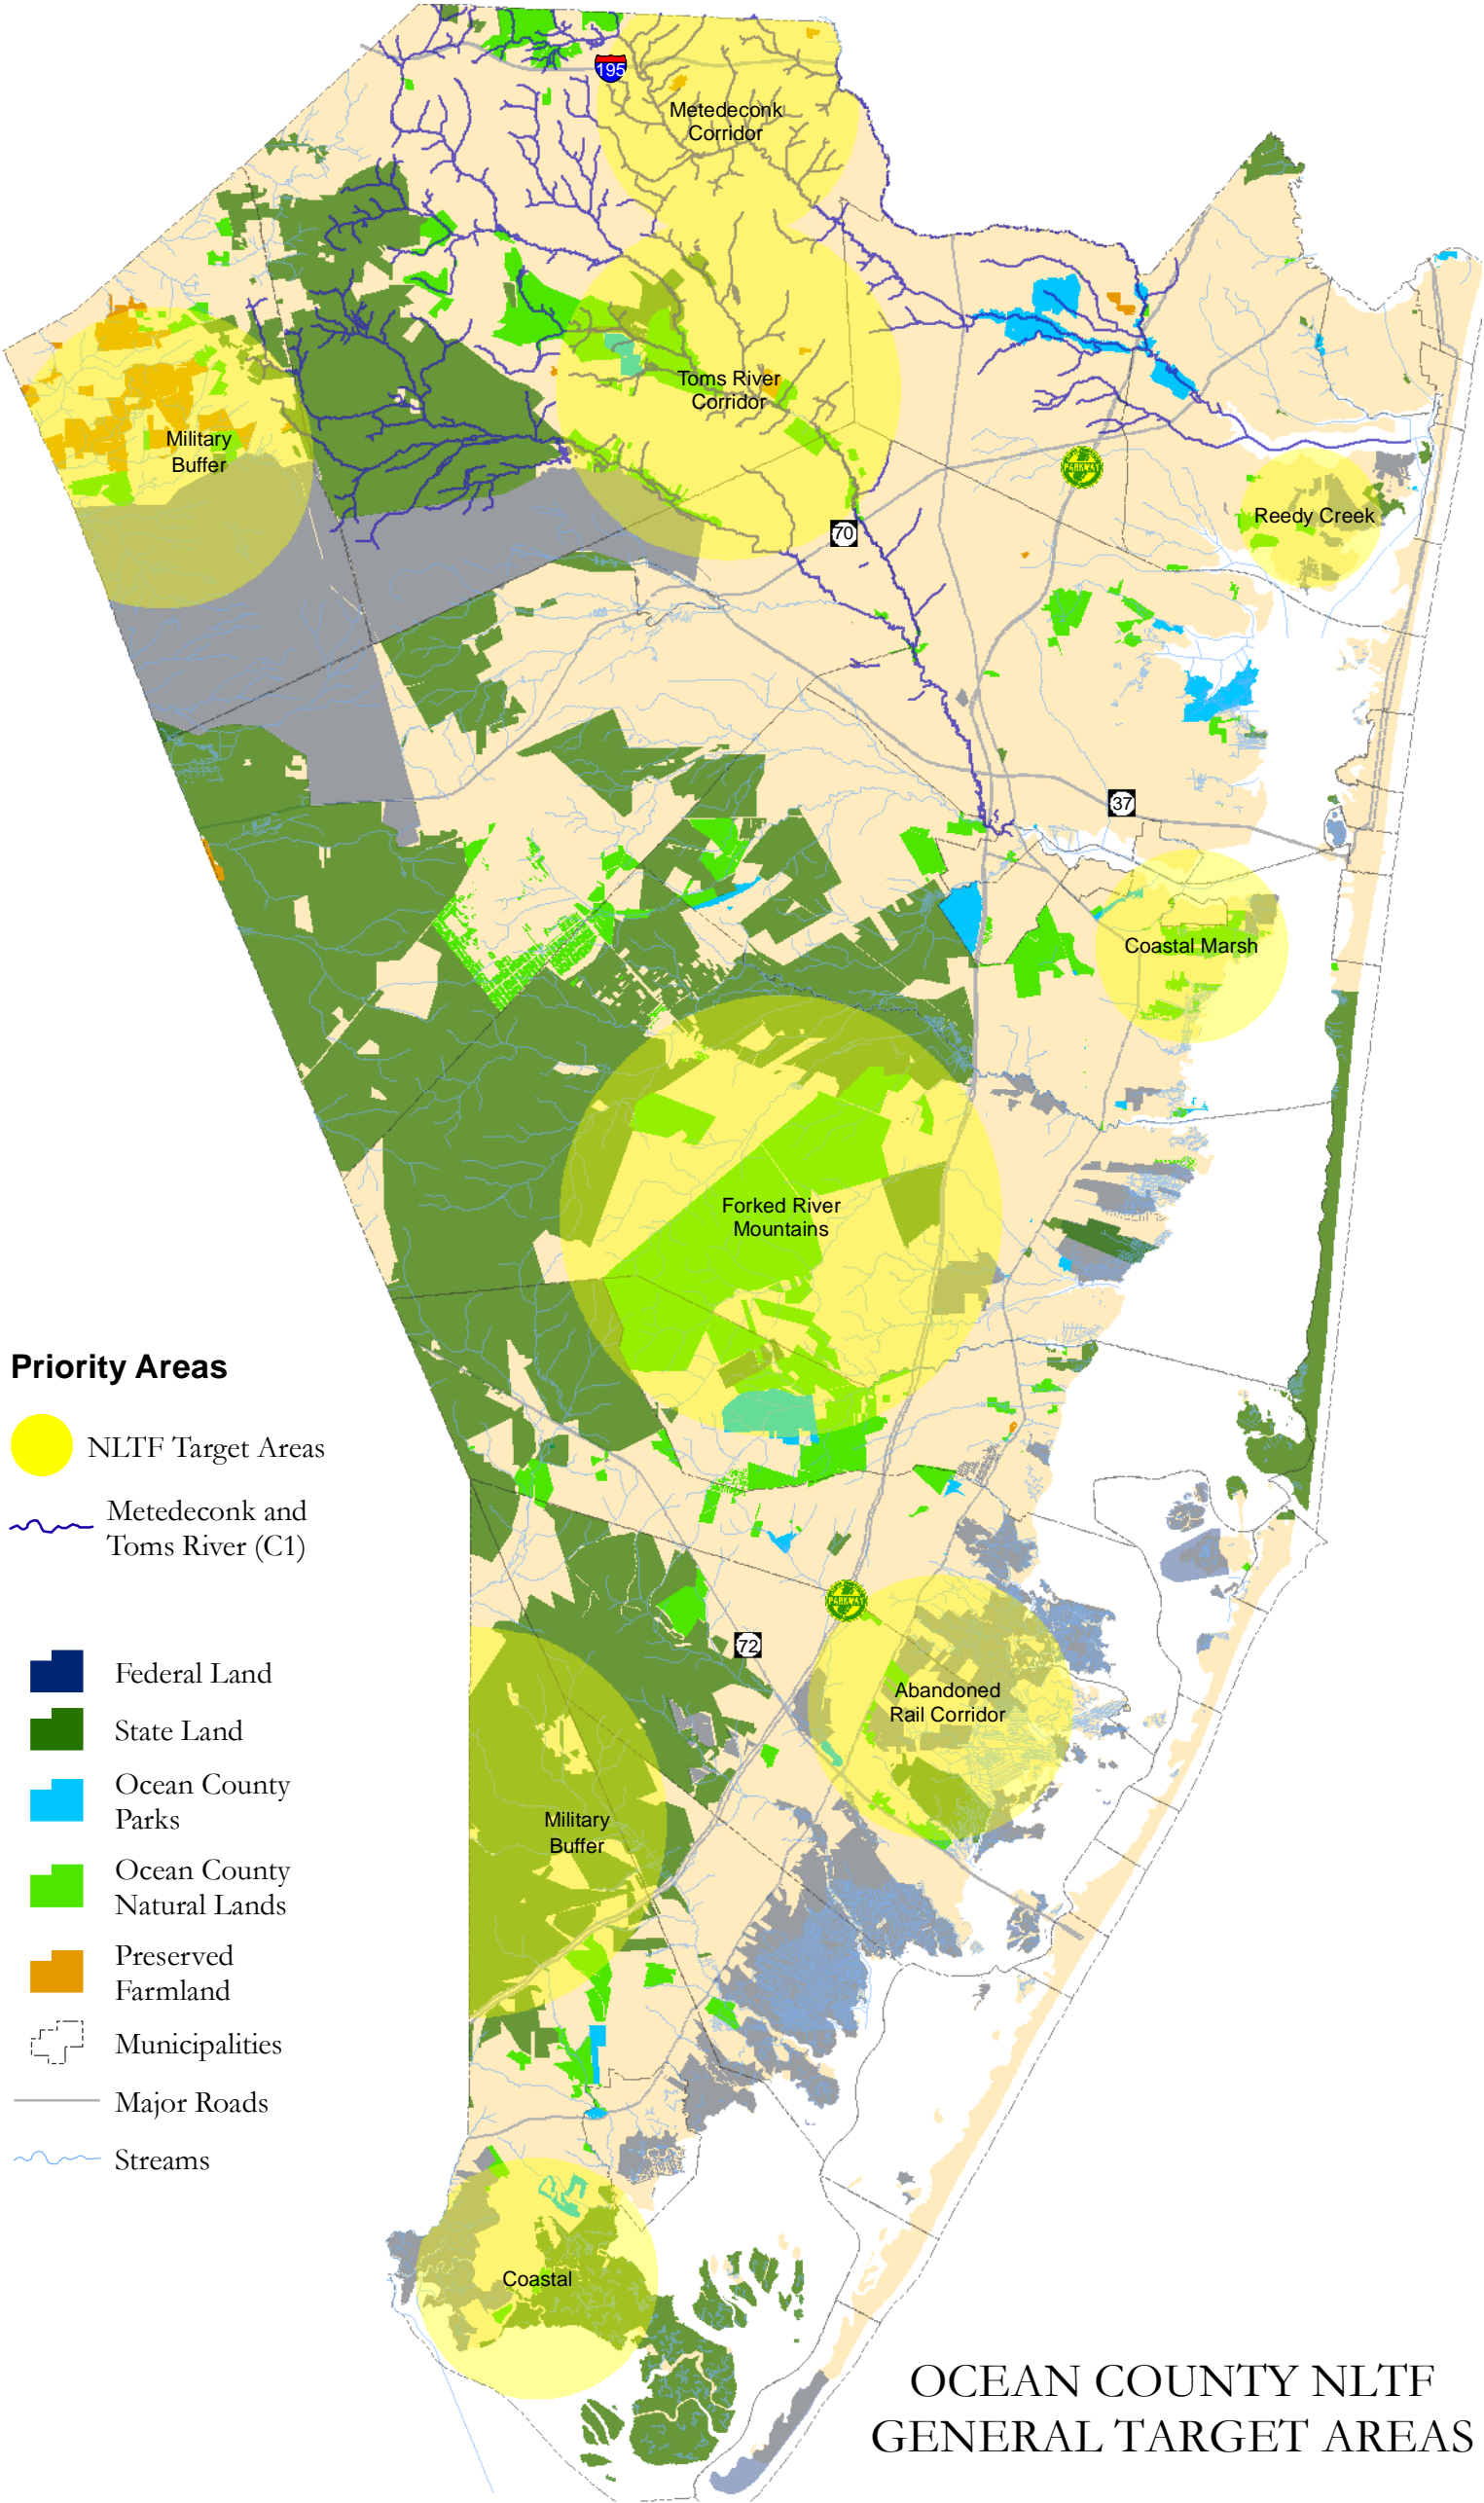 195
Metedeconk
Corridor
Toms River
Corridor
Military
Buffer
PARKWAY
Reedy Creek
70
37
Coastal Marsh
Forked River
Mountains
Priority Areas
NLTF Target Areas
Metedeconk and
Toms River (C1)
PARKWAY
72
Federal Land
Abandoned
Rail Corridor
State Land
Ocean County
Parks
Military
Buffer
Ocean County
Natural Lands
Preserved
Farmland
Municipalities
Major Roads
Streams
Coastal
OCEAN COUNTY NLTF
GENERAL TARGET AREAS